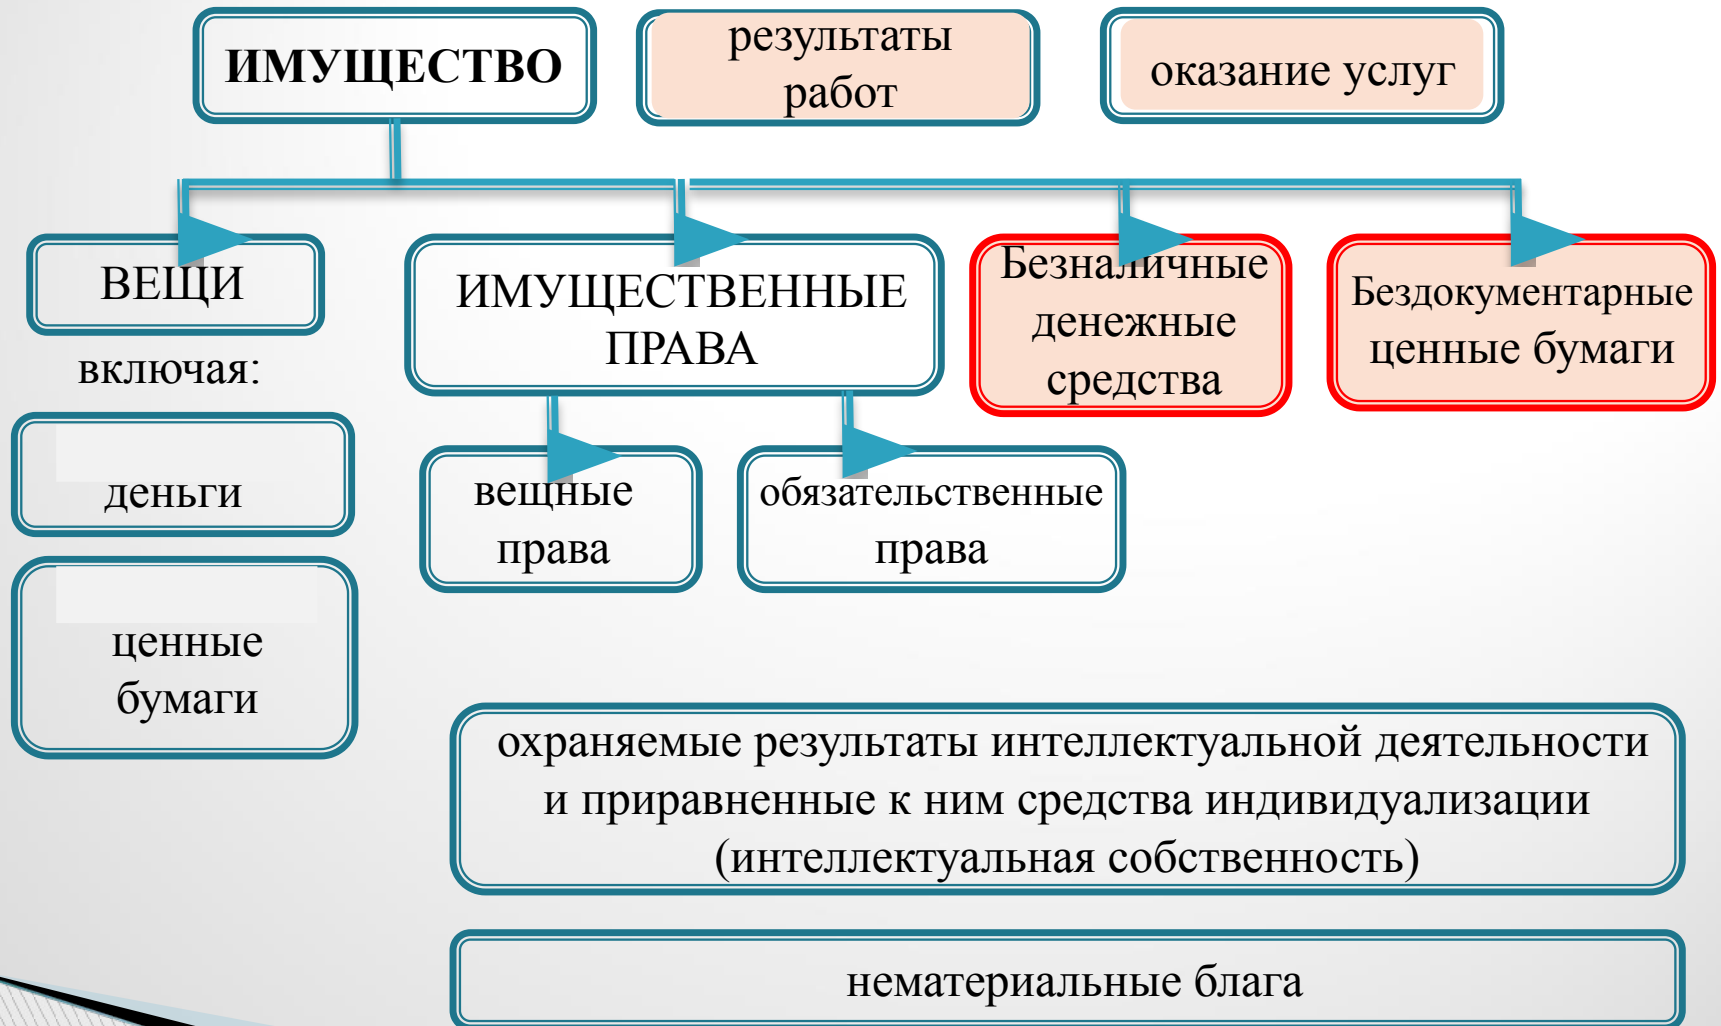 ИМУЩЕСТВО
результаты
работ
оказание услуг
ВЕЩИ
включая:
деньги
ценные
бумаги
ИМУЩЕСТВЕННЫЕ
ПРАВА
вещные
права
обязательственные
права
Безналичные
денежные
средства
Бездокументарные
ценные бумаги
охраняемые результаты интеллектуальной деятельности
и приравненные к ним средства индивидуализации
(интеллектуальная собственность)
нематериальные блага